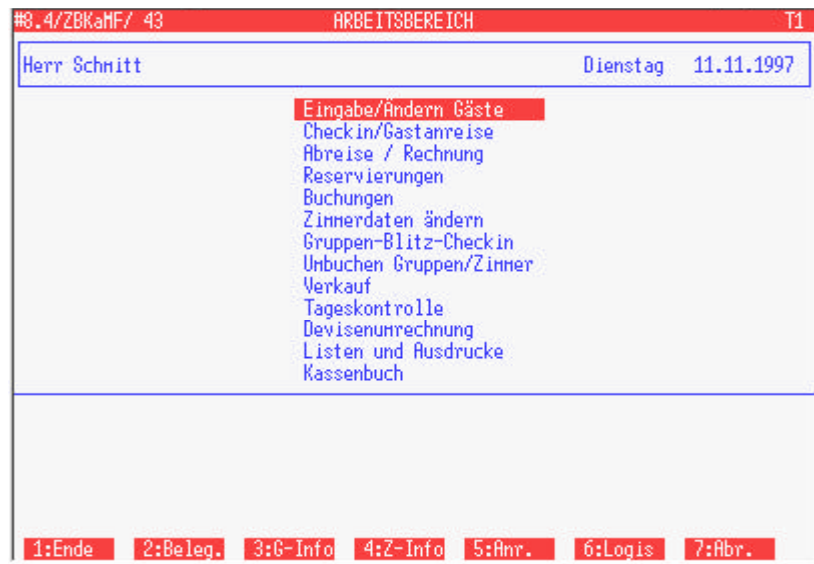 #8.4/ZBKaMF/ 43 ARBEITSBEREICH T1
Herr Schmitt Dienstag 11.11.1997
Eingabe/Ändern Gäste
Checkin/Gastanreise
Abreise / Rechnung
Reservierungen
Buchungen
Zimmerdaten ändern
Gruppen-Blitz-Checkin
Umbuchen Gruppen/Zimmer
Verkauf
Tageskontrolle
Devisenumrechnung
Listen und Ausdrucke
Kassenbuch
1:Ende 2:Beleg. 3:G-Info 4:Z-Info 5:Anr. 6:Logis 7:Abr.